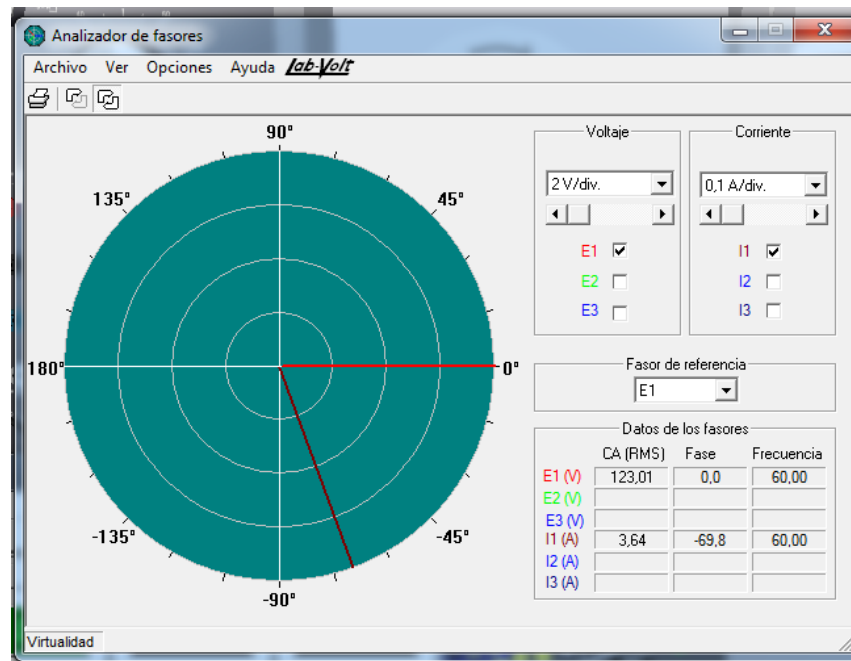 Analizador de fasores
Archivo Ver Opciones Ayuda Lab-Volt
90°
135°
45°
180°
0°
-135°
-45°
-90°
Voltaje
2 V/div.
E1
E2
E3
Corriente
0,1 A/div.
I1
I2
I3
Fasor de referencia
E1
Datos de los fasores
CA (RMS) Fase Frecuencia
E1 (V) 123,01 0,0 60,00
E2 (V)
E3 (V)
I1 (A) 3,64 -69,8 60,00
I2 (A)
I3 (A)
Virtualidad